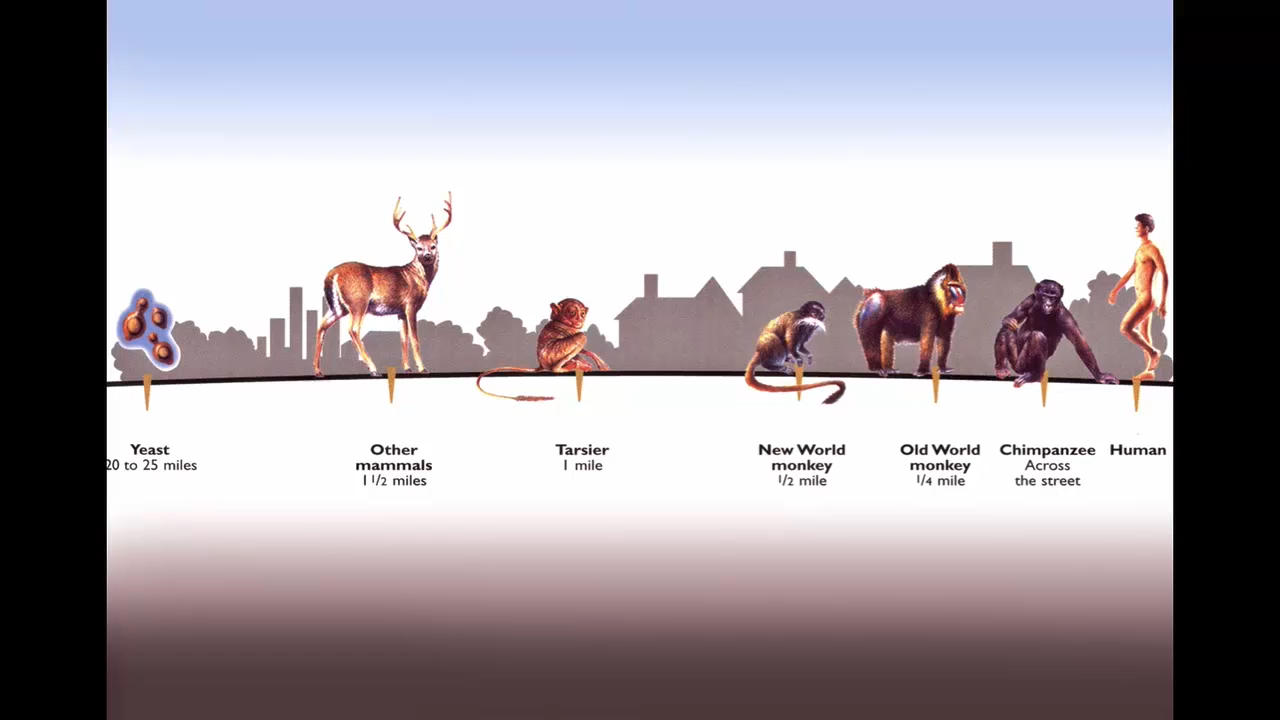 Yeast
20 to 25 miles
Other
mammals
1 1/2 miles
Tarsier
1 mile
New World
monkey
1/2 mile
Old World
monkey
1/4 mile
Chimpanzee
Across
the street
Human